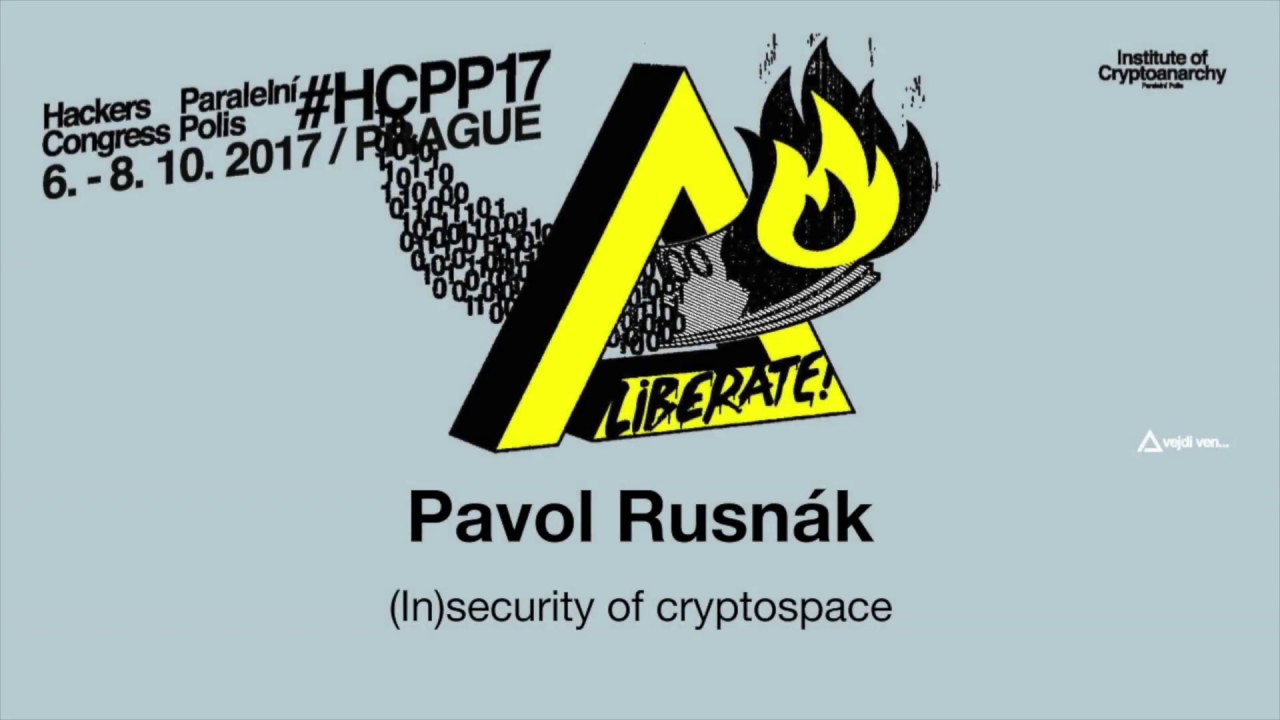 Hackers Paralelní #HCPP17
Congress Polis
6. - 8. 10. 2017 / PRAGUE
Institute of
Cryptoanarchy
Paralelní Polis
LIBERATE!
vejdi ven...
Pavol Rusnák
(In)security of cryptospace